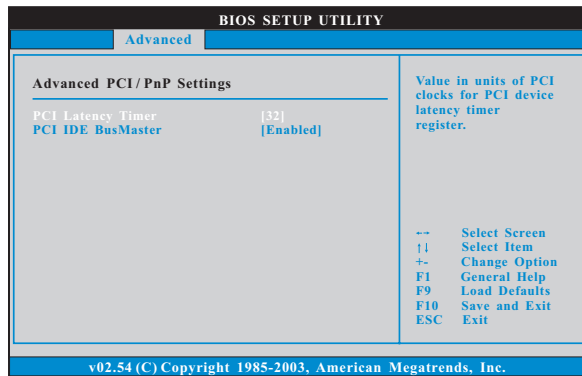 BIOS SETUP UTILITY
Advanced
Advanced PCI / PnP Settings
PCI Latency Timer [32]
PCI IDE BusMaster [Enabled]
Value in units of PCI
clocks for PCI device
latency timer
register.
←→ Select Screen
↑↓ Select Item
+- Change Option
F1 General Help
F9 Load Defaults
F10 Save and Exit
ESC Exit
v02.54 (C) Copyright 1985-2003, American Megatrends, Inc.